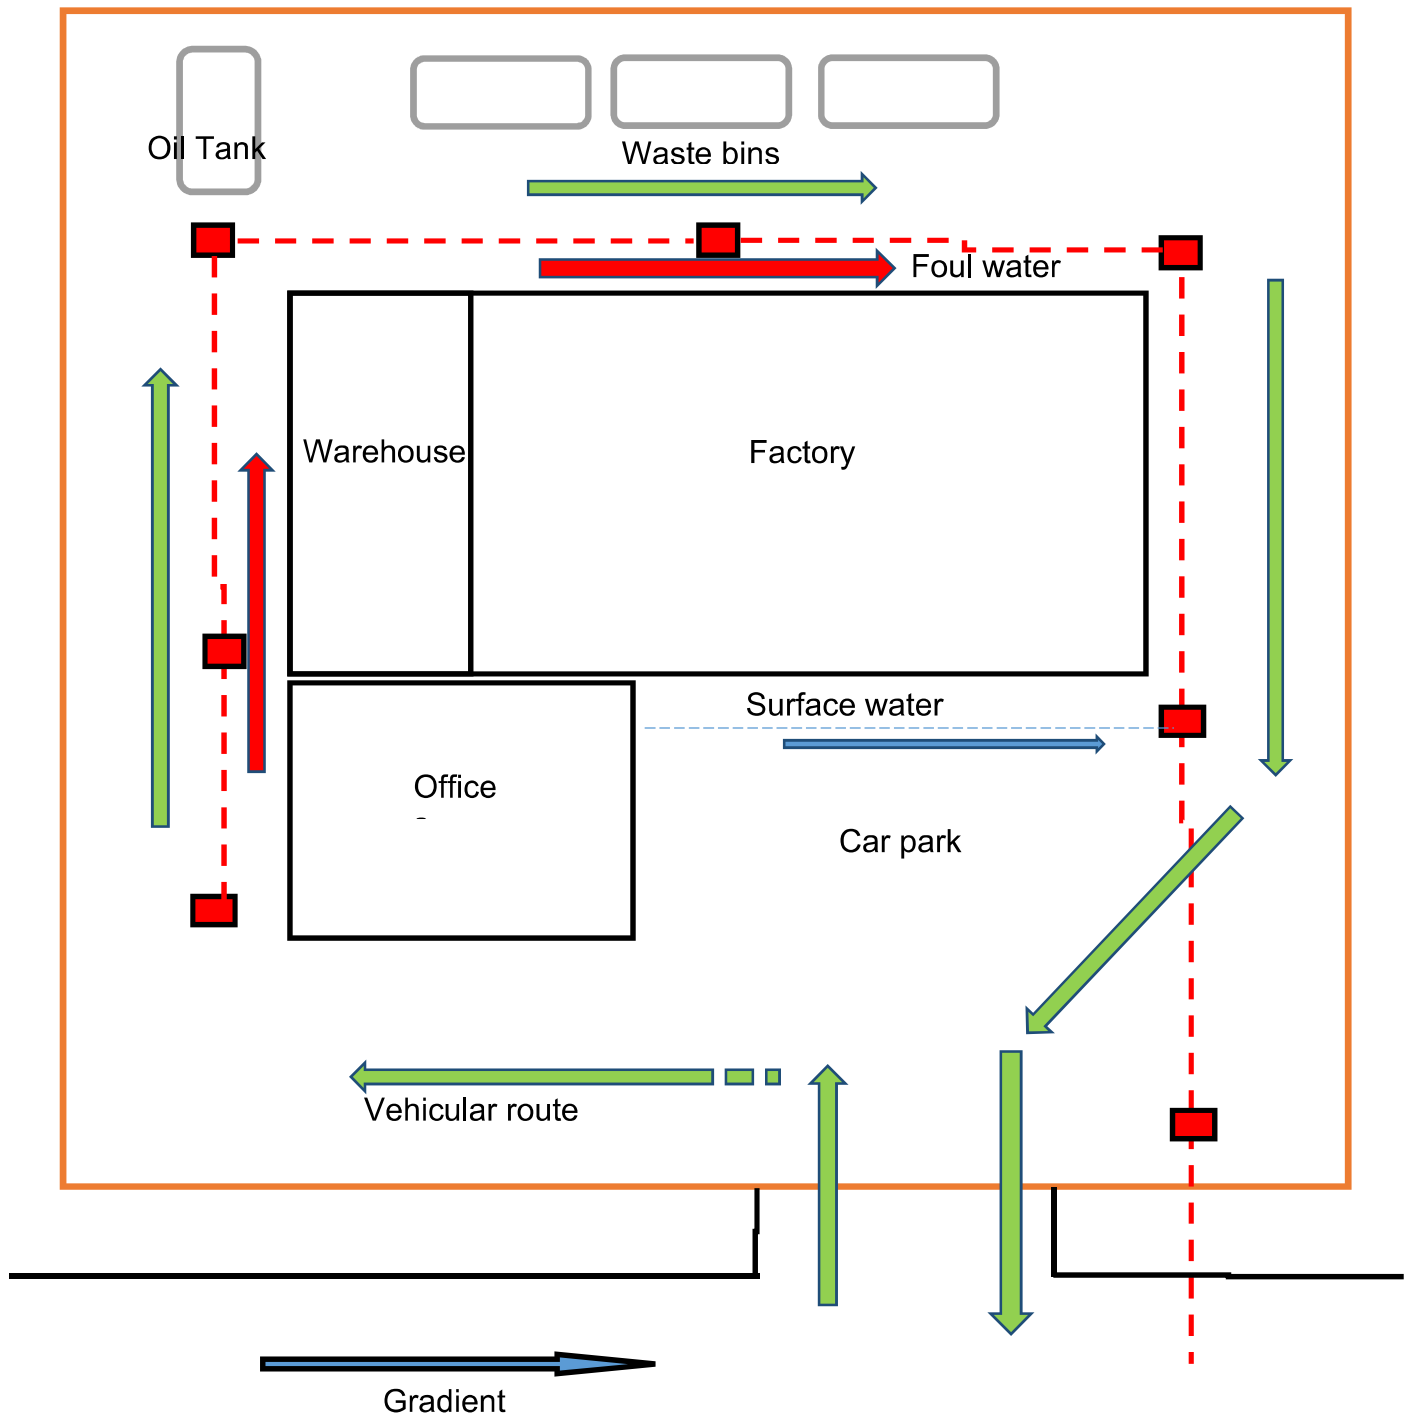 Oil Tank
Waste bins
Foul water
Warehouse
Factory
Surface water
Office
Car park
Vehicular route
Gradient